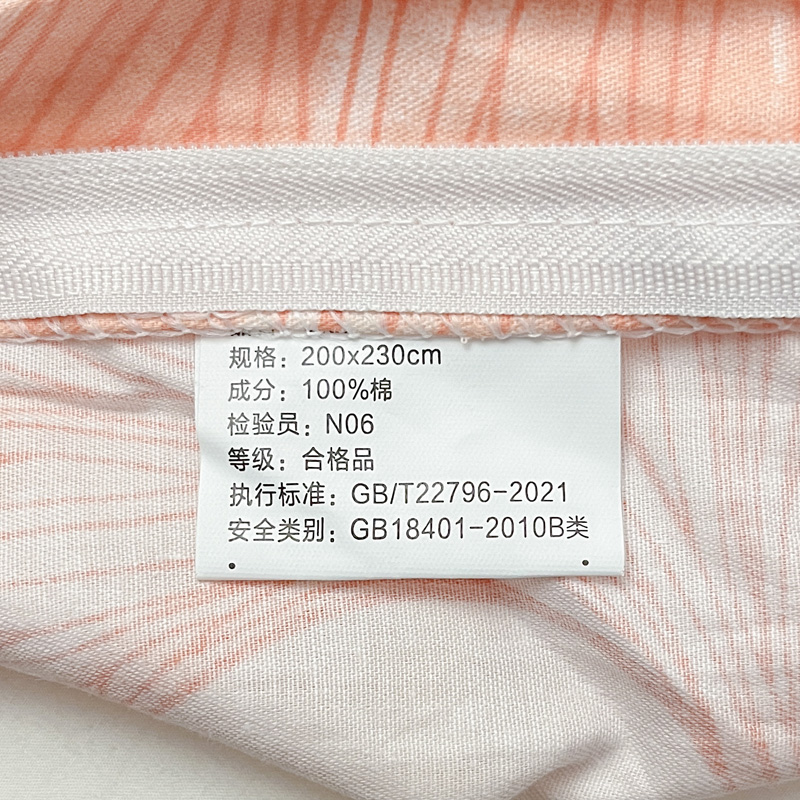 规格：200x230cm
成分：100%棉
检验员：N06
等级：合格品
执行标准：GB/T22796-2021
安全类别：GB18401-2010B类